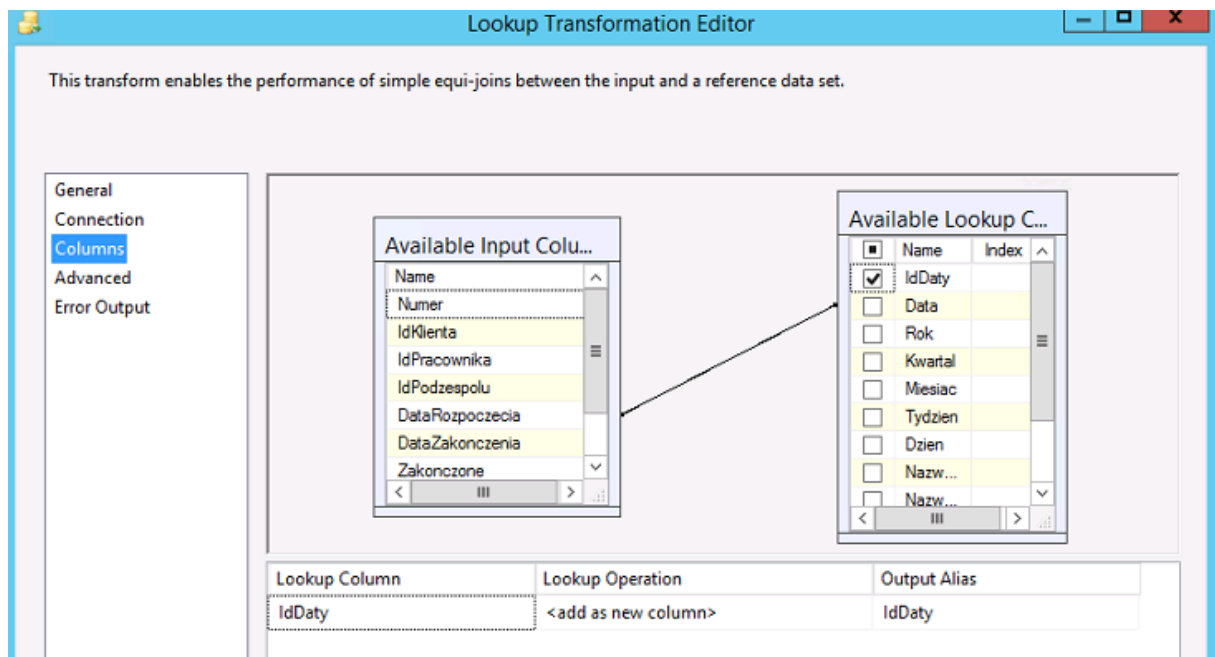 Lookup Transformation Editor
This transform enables the performance of simple equi-joins between the input and a reference data set.
General
Connection
Columns
Advanced
Error Output
Available Input Colu...
Name
Numer
IdKlienta
IdPracownika
IdPodzespolu
DataRozpoczecia
DataZakonczenia
Zakonczone
Available Lookup C...
Name Index
IdDaty
Data
Rok
Kwartal
Miesiac
Tydzien
Dzien
Nazw...
Nazw...
Lookup Column Lookup Operation Output Alias
IdDaty <add as new column> IdDaty